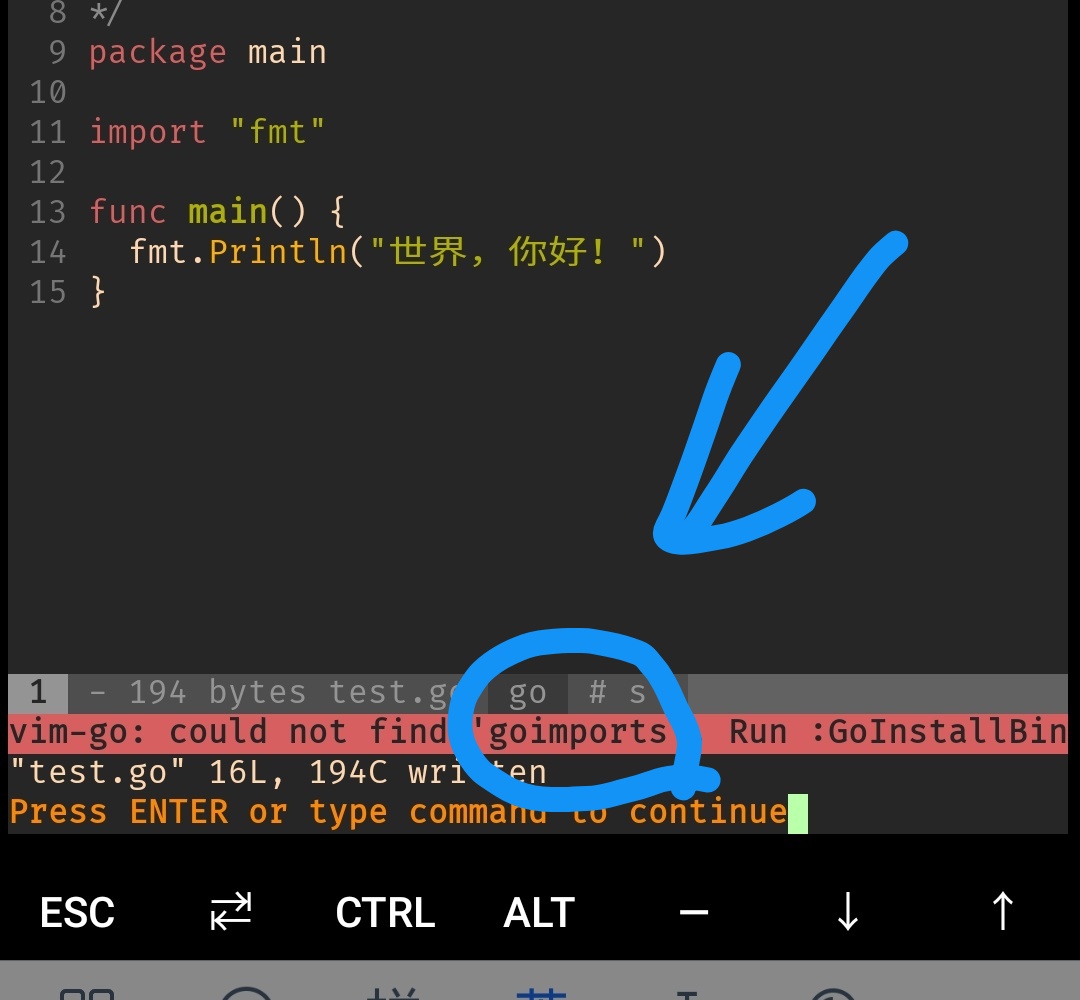 8 */
9 package main
10
11 import "fmt"
12
13 func main() {
14 fmt.Println("世界，你好！")
15 }
1 - 194 bytes test.go go # s
vim-go: could not find 'goimports Run :GoInstallBin
"test.go" 16L, 194C written
Press ENTER or type command to continue
ESC CTRL ALT - ↓ ↑